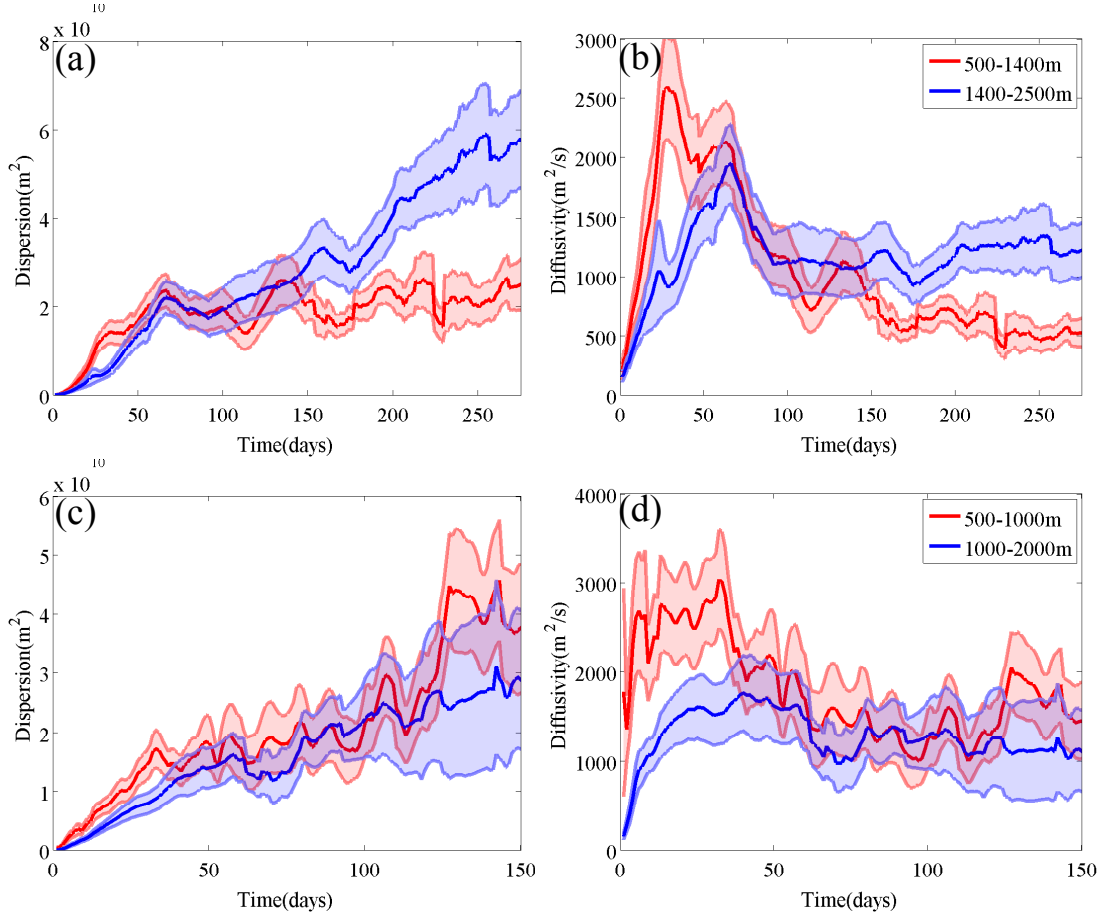 x 10 10
(a)
Dispersion(m2)
8
6
4
2
0
0 50 100 150 200 250
Time(days)
(b)
Diffusivity(m2/s)
3000
2500
2000
1500
1000
500
0
500-1400m
1400-2500m
0 50 100 150 200 250
Time(days)
x 10 10
(c)
Dispersion(m2)
6
5
4
3
2
1
0
0 50 100 150
Time(days)
(d)
Diffusivity(m2/s)
4000
3000
2000
1000
0
500-1000m
1000-2000m
0 50 100 150
Time(days)